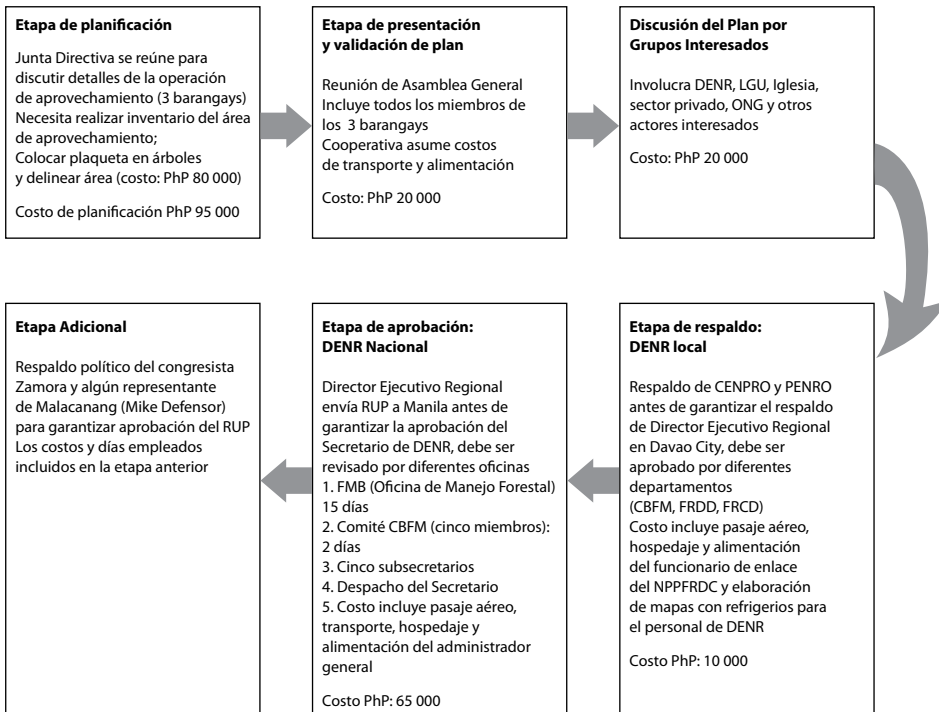 Etapa de planificación
Junta Directiva se reúne para
discutir detalles de la operación
de aprovechamiento (3 barangays)
Necesita realizar inventario del área
de aprovechamiento;
Colocar plaqueta en árboles
y delinear área (costo: PhP 80 000)
Costo de planificación PhP 95 000
Etapa de presentación
y validación de plan
Reunión de Asamblea General
Incluye todos los miembros de
los 3 barangays
Cooperativa asume costos
de transporte y alimentación
Costo: PhP 20 000
Discusión del Plan por
Grupos Interesados
Involucra DENR, LGU, Iglesia,
sector privado, ONG y otros
actores interesados
Costo: PhP 20 000
Etapa de respaldo:
DENR local
Respaldo de CENPRO y PENRO
antes de garantizar el respaldo
de Director Ejecutivo Regional
en Davao City, debe ser
aprobado por diferentes
departamentos
(CBFM, FRDD, FRCD)
Costo incluye pasaje aéreo,
hospedaje y alimentación
del funcionario de enlace
del NPPFRDC y elaboración
de mapas con refrigerios para
el personal de DENR
Costo PhP: 10 000
Etapa de aprobación:
DENR Nacional
Director Ejecutivo Regional
envía RUP a Manila antes de
garantizar la aprobación del
Secretario de DENR, debe ser
revisado por diferentes oficinas
1. FMB (Oficina de Manejo Forestal)
15 días
2. Comité CBFM (cinco miembros):
2 días
3. Cinco subsecretarios
4. Despacho del Secretario
5. Costo incluye pasaje aéreo,
transporte, hospedaje y
alimentación del administrador
general
Costo PhP: 65 000
Etapa Adicional
Respaldo político del congresista
Zamora y algún representante
de Malacanang (Mike Defensor)
para garantizar aprobación del RUP
Los costos y días empleados
incluidos en la etapa anterior